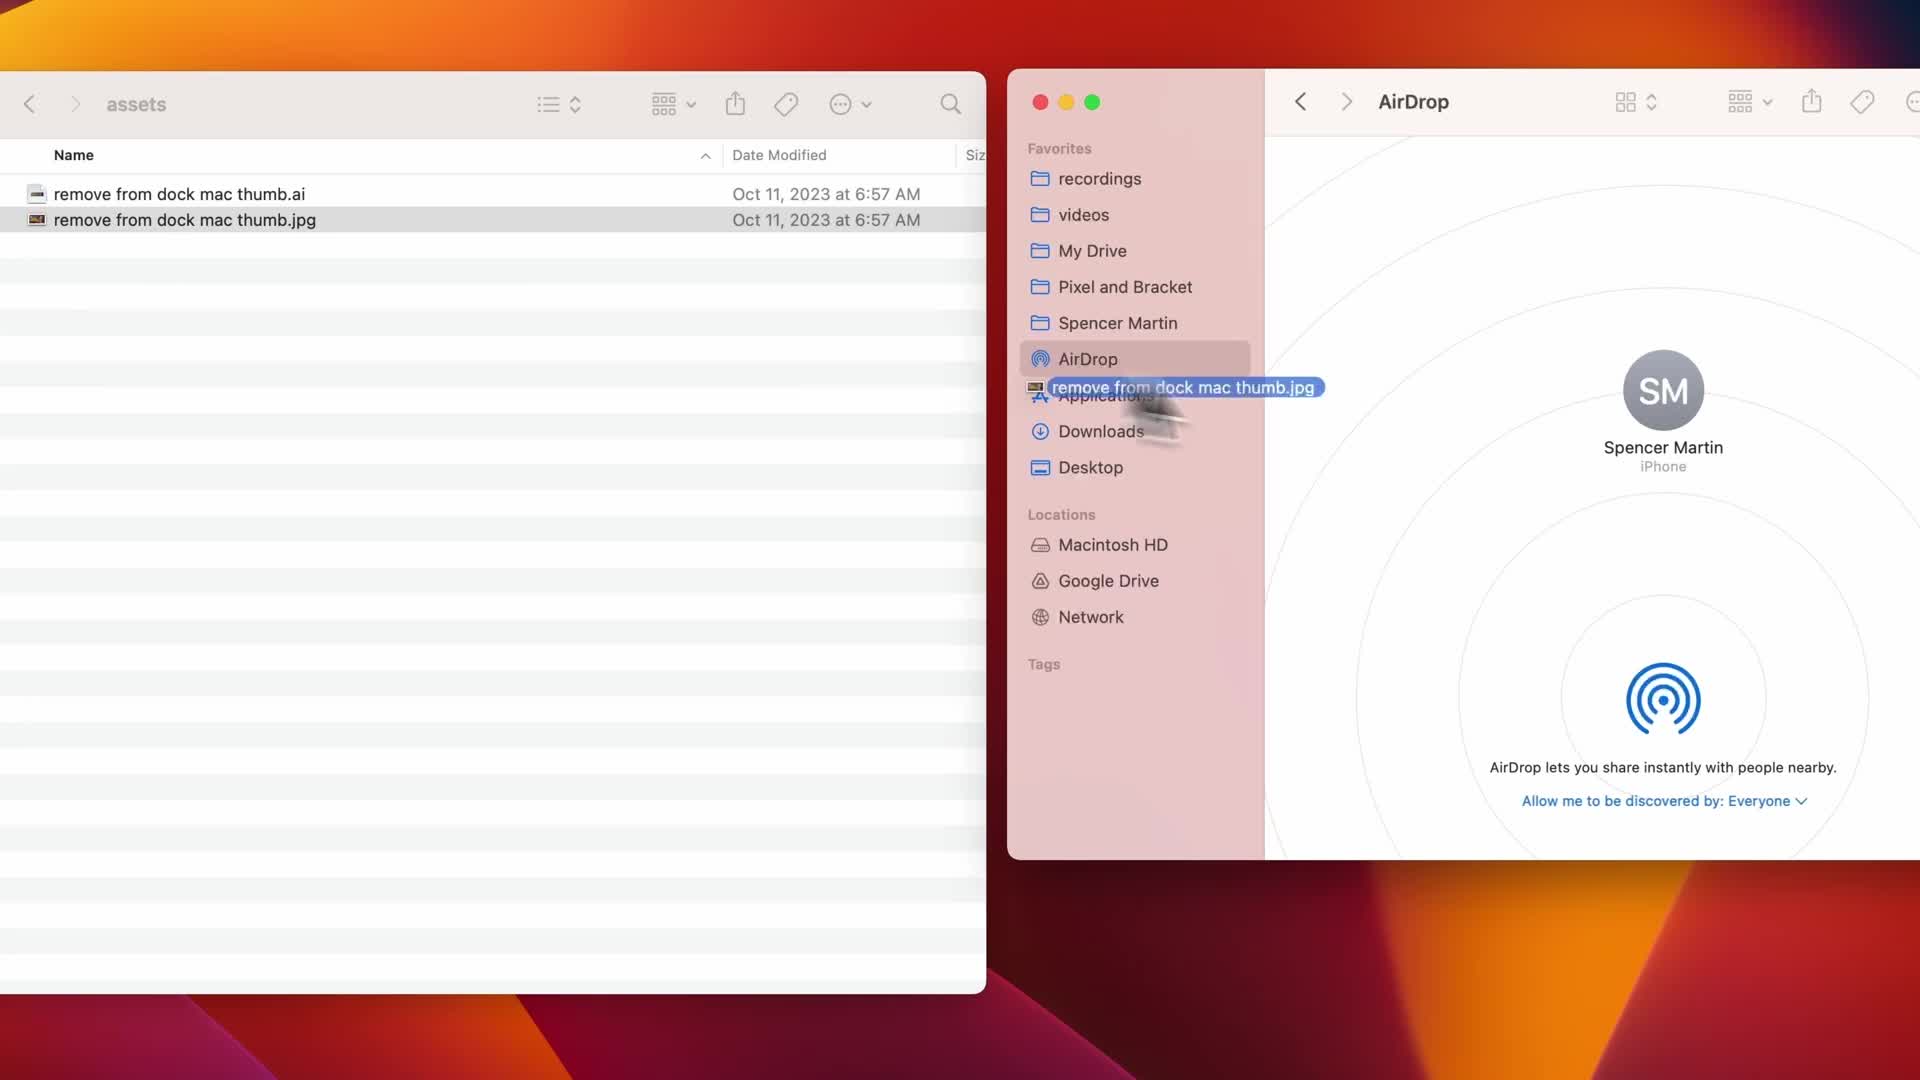 assets
Name
Date Modified
Siz
remove from dock mac thumb.ai
Oct 11, 2023 at 6:57 AM
remove from dock mac thumb.jpg
Oct 11, 2023 at 6:57 AM
AirDrop
Favorites
recordings
videos
My Drive
Pixel and Bracket
Spencer Martin
AirDrop
remove from dock mac thumb.jpg
Applications
Downloads
Desktop
Locations
Macintosh HD
Google Drive
Network
Tags
SM
Spencer Martin
iPhone
AirDrop lets you share instantly with people nearby.
Allow me to be discovered by: Everyone